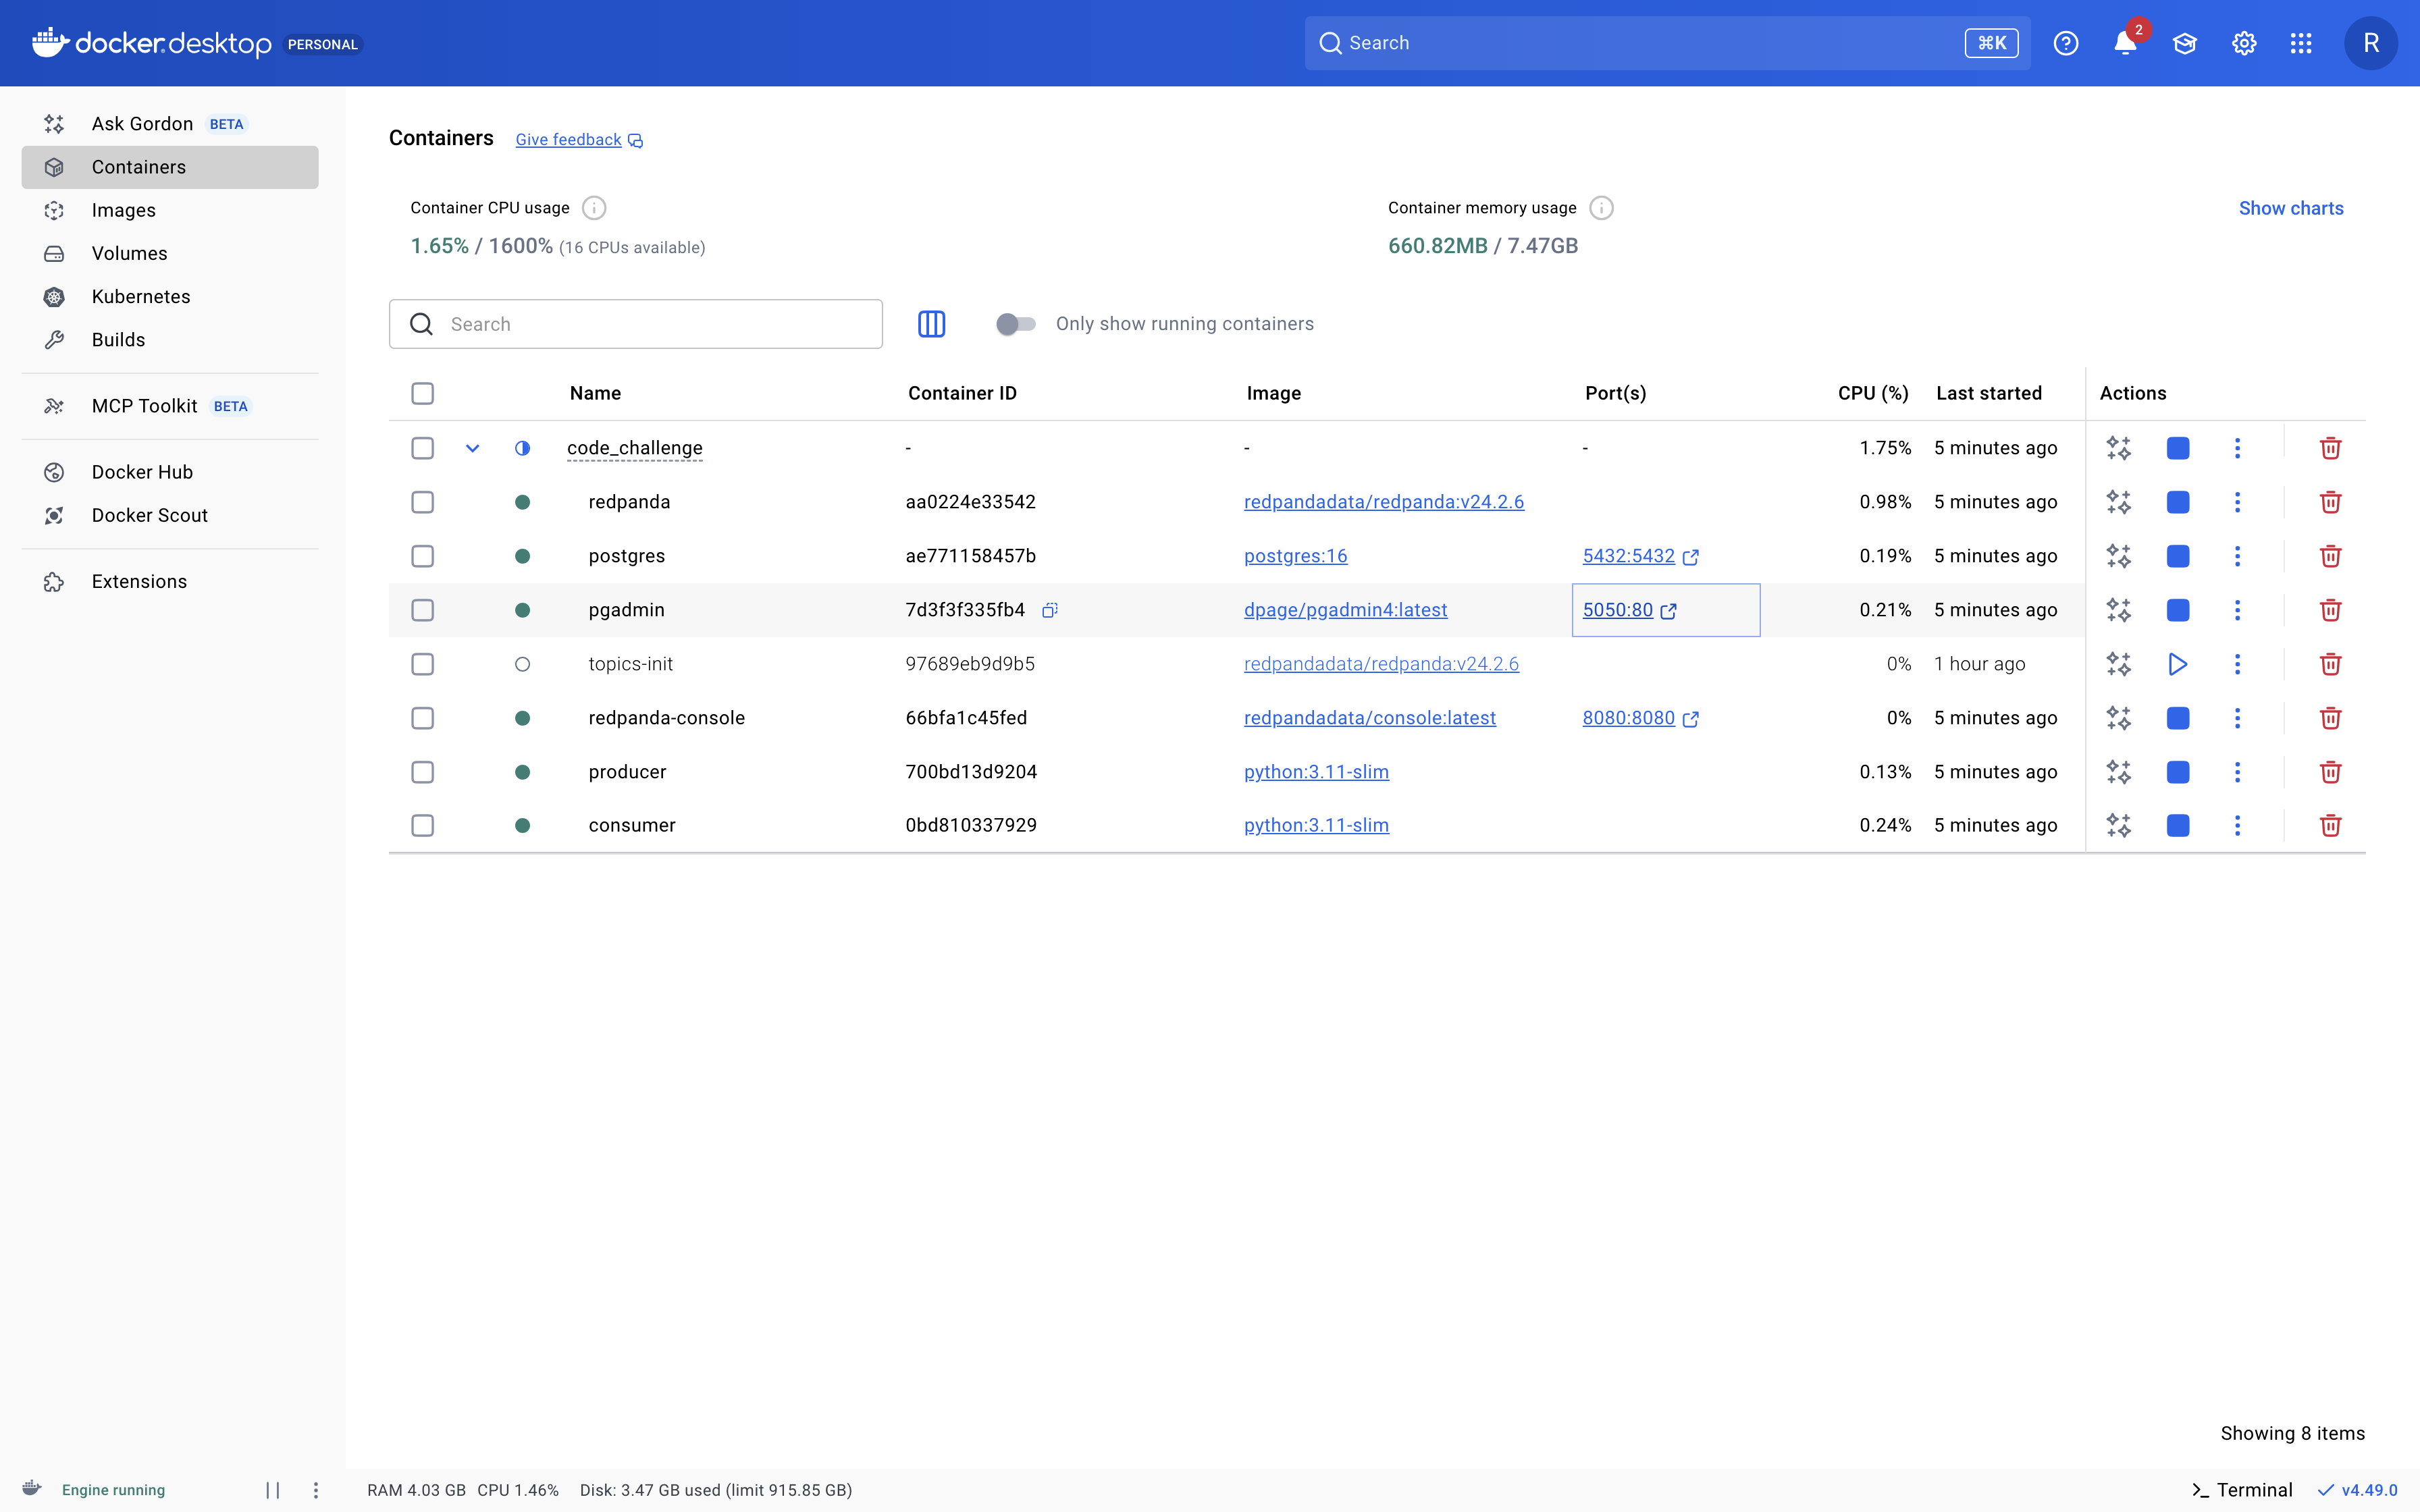 docker.desktop PERSONAL
Search ⌘K 2 R
Ask Gordon BETA
Containers
Images
Volumes
Kubernetes
Builds
MCP Toolkit BETA
Docker Hub
Docker Scout
Extensions
Containers Give feedback
Container CPU usage
1.65% / 1600% (16 CPUs available)
Container memory usage
660.82MB / 7.47GB
Show charts
Search Only show running containers
Name Container ID Image Port(s) CPU (%) Last started Actions
code_challenge - - - 1.75% 5 minutes ago
redpanda aa0224e33542 redpandadata/redpanda:v24.2.6 0.98% 5 minutes ago
postgres ae771158457b postgres:16 5432:5432 0.19% 5 minutes ago
pgadmin 7d3f3f335fb4 dpage/pgadmin4:latest 5050:80 0.21% 5 minutes ago
topics-init 97689eb9d9b5 redpandadata/redpanda:v24.2.6 0% 1 hour ago
redpanda-console 66bfa1c45fed redpandadata/console:latest 8080:8080 0% 5 minutes ago
producer 700bd13d9204 python:3.11-slim 0.13% 5 minutes ago
consumer 0bd810337929 python:3.11-slim 0.24% 5 minutes ago
Showing 8 items
Engine running RAM 4.03 GB CPU 1.46% Disk: 3.47 GB used (limit 915.85 GB) Terminal v4.49.0